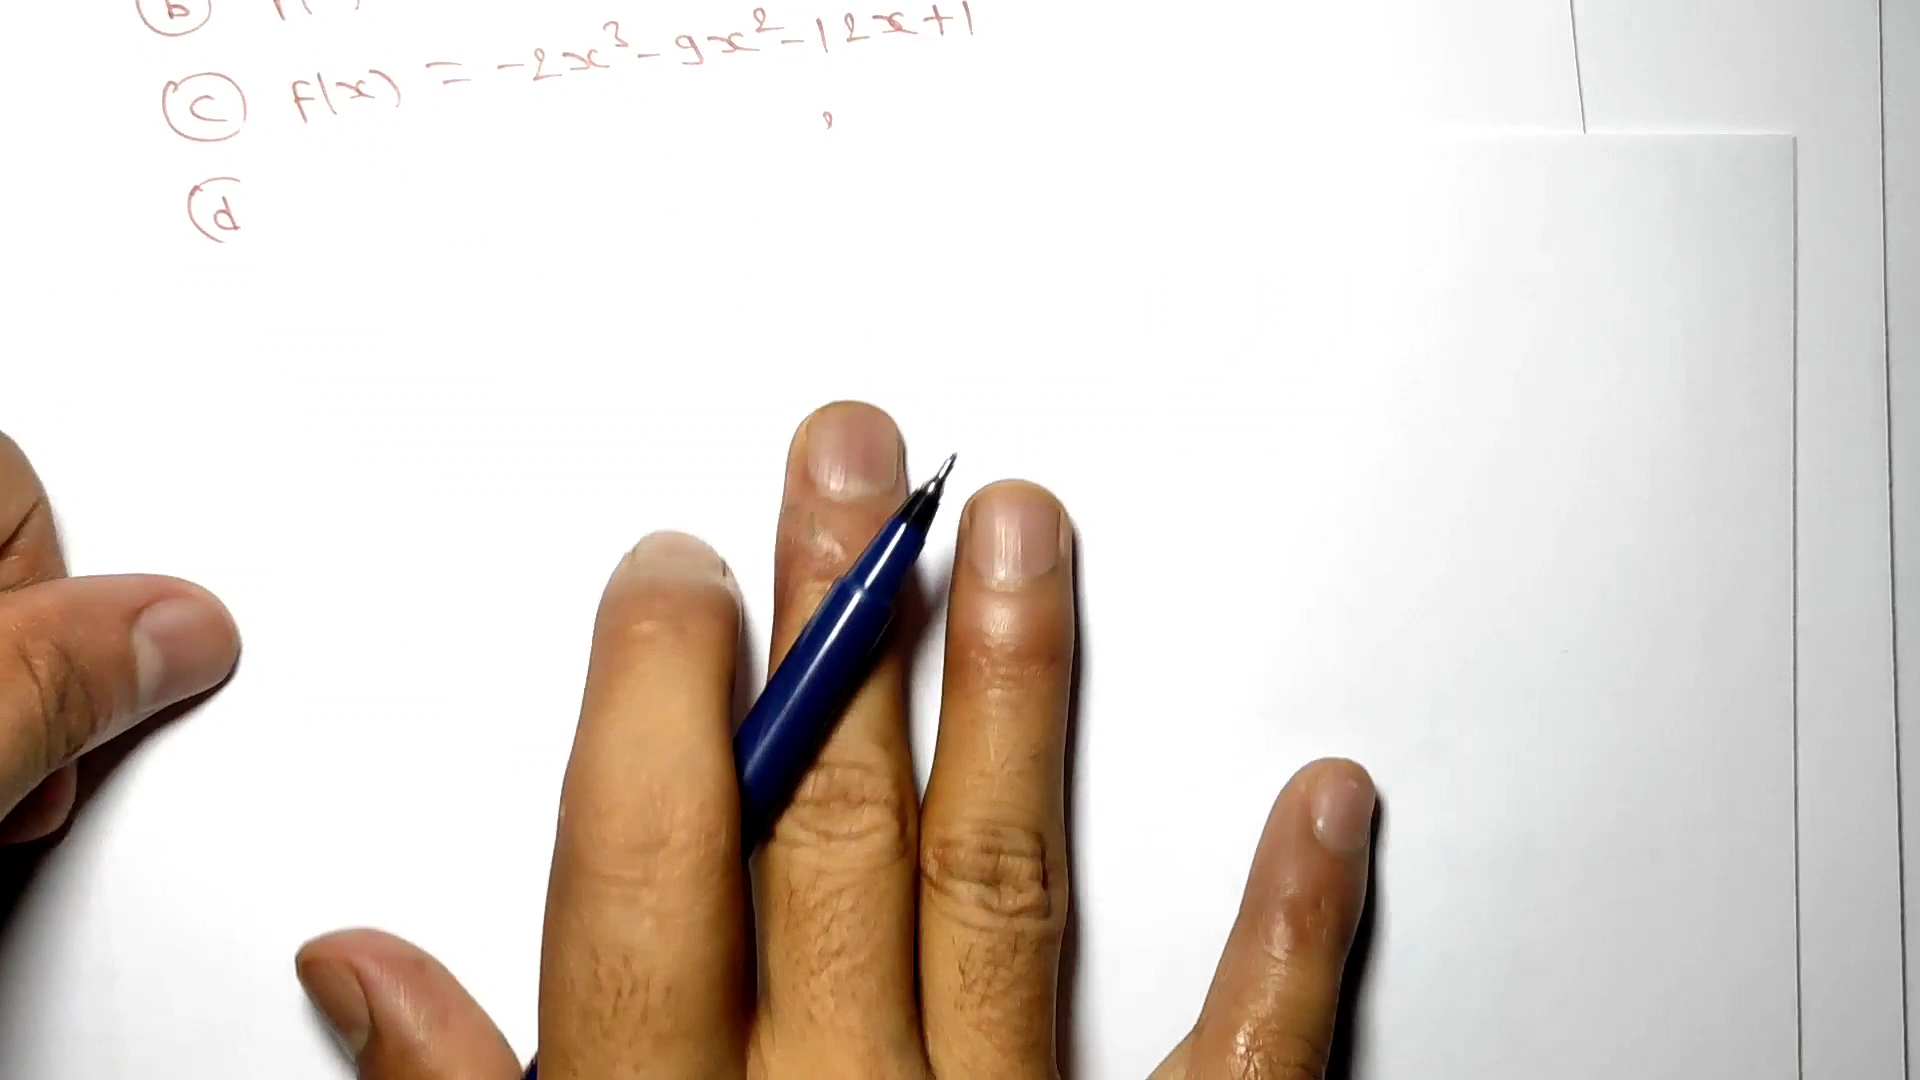 b
c f(x) = -2x³ - 9x² - 12x + 1
d